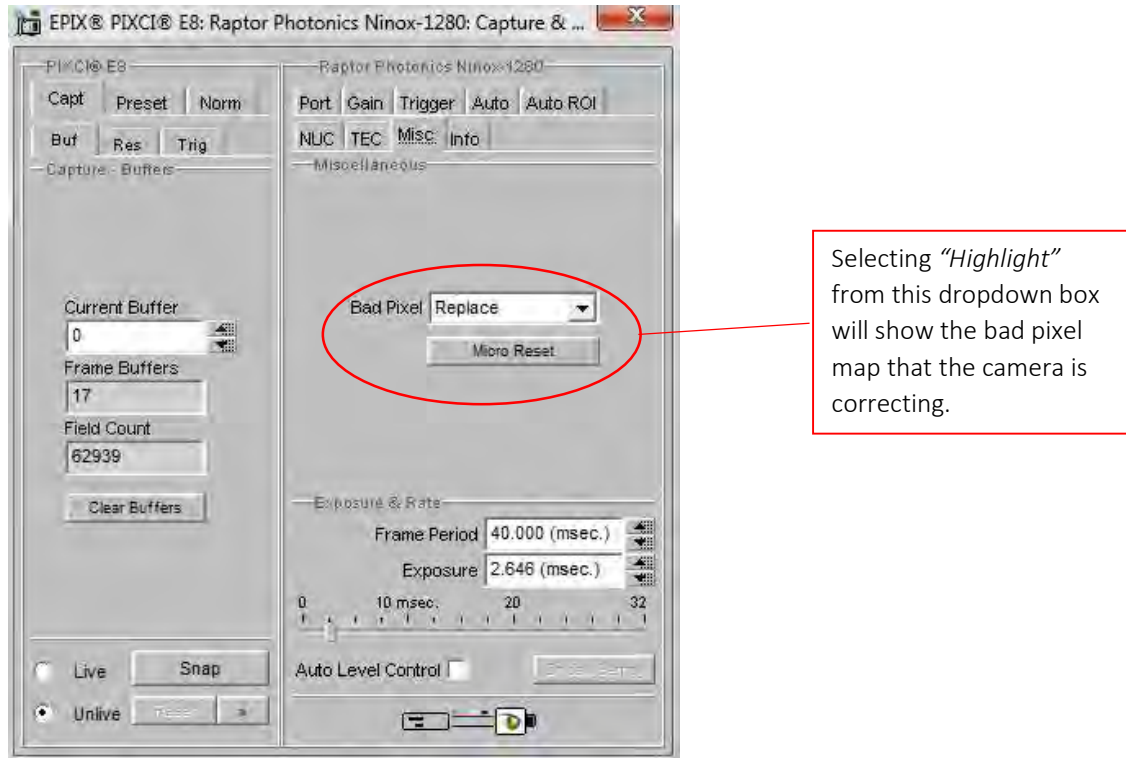 EPIX® PIXCI® E8: Raptor Photonics Ninox-1280: Capture & ...
PIXCI® E8
Capt Preset Norm
Buf Res Trig
Capture - Buffers
Current Buffer
0
Frame Buffers
17
Field Count
62939
Clear Buffers
Live Snap
Unlive Reset »
Raptor Photonics Ninox-1280
Port Gain Trigger Auto Auto ROI
NUC TEC Misc Info
Miscellaneous
Bad Pixel Replace
Micro Reset
Exposure & Rate
Frame Period 40.000 (msec.)
Exposure 2.646 (msec.)
0 10 msec. 20 32
Auto Level Control
Selecting “Highlight”
from this dropdown box
will show the bad pixel
map that the camera is
correcting.